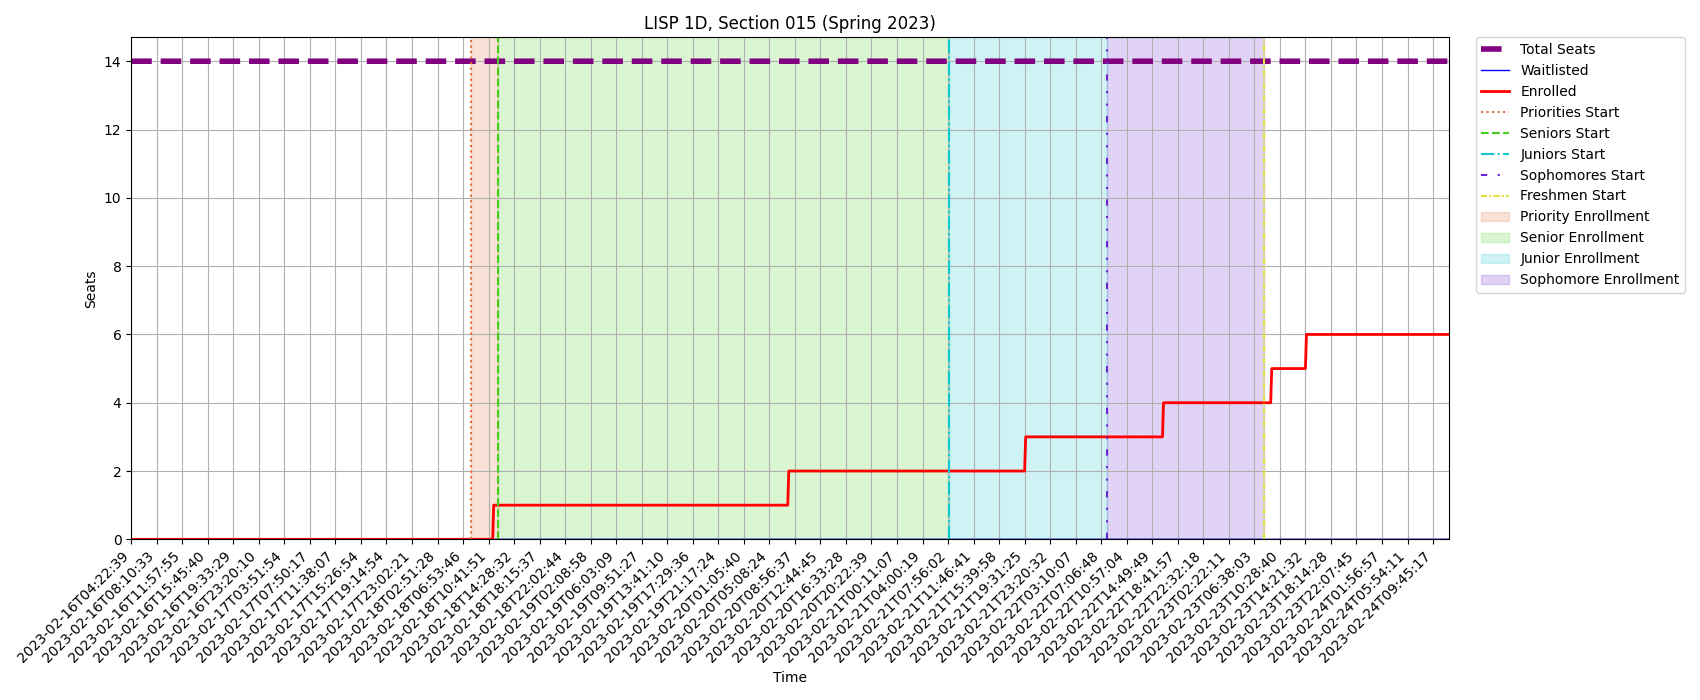 LISP 1D, Section 015 (Spring 2023)
Seats
14
12
10
8
6
4
2
0
2023-02-16T04:22:39
2023-02-16T08:10:33
2023-02-16T11:57:55
2023-02-16T15:45:40
2023-02-16T19:33:29
2023-02-16T23:20:10
2023-02-17T03:51:54
2023-02-17T07:50:17
2023-02-17T11:38:07
2023-02-17T15:26:54
2023-02-17T19:14:54
2023-02-17T23:02:21
2023-02-18T02:51:28
2023-02-18T06:53:46
2023-02-18T10:41:51
2023-02-18T14:28:32
2023-02-18T18:15:37
2023-02-18T22:02:44
2023-02-19T02:08:58
2023-02-19T06:03:09
2023-02-19T09:51:27
2023-02-19T13:41:10
2023-02-19T17:29:36
2023-02-19T21:17:24
2023-02-20T01:05:40
2023-02-20T05:08:24
2023-02-20T08:56:37
2023-02-20T12:44:45
2023-02-20T16:33:28
2023-02-20T20:22:39
2023-02-21T00:11:07
2023-02-21T04:00:19
2023-02-21T07:56:02
2023-02-21T11:46:41
2023-02-21T15:39:58
2023-02-21T19:31:25
2023-02-21T23:20:32
2023-02-22T03:10:07
2023-02-22T07:06:48
2023-02-22T10:57:04
2023-02-22T14:49:49
2023-02-22T18:41:57
2023-02-22T22:32:18
2023-02-23T02:22:11
2023-02-23T06:38:03
2023-02-23T10:28:40
2023-02-23T14:21:32
2023-02-23T18:14:28
2023-02-23T22:07:45
2023-02-24T01:56:57
2023-02-24T05:54:11
2023-02-24T09:45:17
Time
Total Seats
Waitlisted
Enrolled
Priorities Start
Seniors Start
Juniors Start
Sophomores Start
Freshmen Start
Priority Enrollment
Senior Enrollment
Junior Enrollment
Sophomore Enrollment